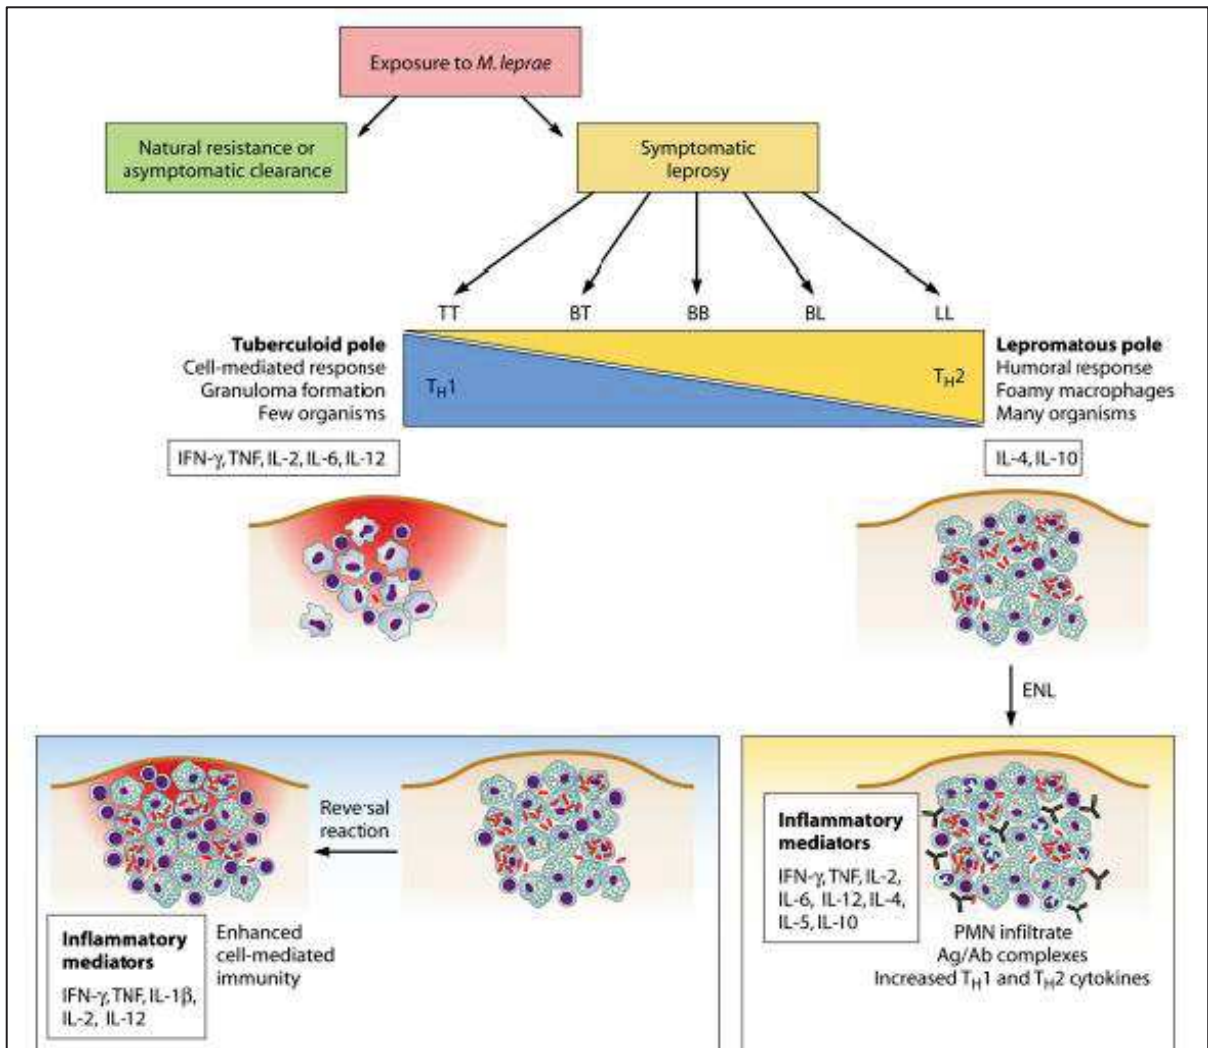 Exposure to M. leprae
Natural resistance or
asymptomatic clearance
Symptomatic
leprosy
TT
BT
BB
BL
LL
Tuberculoid pole
Cell-mediated response
Granuloma formation
Few organisms
TH1
TH2
Lepromatous pole
Humoral response
Foamy macrophages
Many organisms
IFN-γ, TNF, IL-2, IL-6, IL-12
IL-4, IL-10
ENL
Reversal
reaction
Inflammatory
mediators
IFN-γ, TNF, IL-1β,
IL-2, IL-12
Enhanced
cell-mediated
immunity
Inflammatory
mediators
IFN-γ, TNF, IL-2,
IL-6, IL-12, IL-4,
IL-5, IL-10
PMN infiltrate
Ag/Ab complexes
Increased TH1 and TH2 cytokines